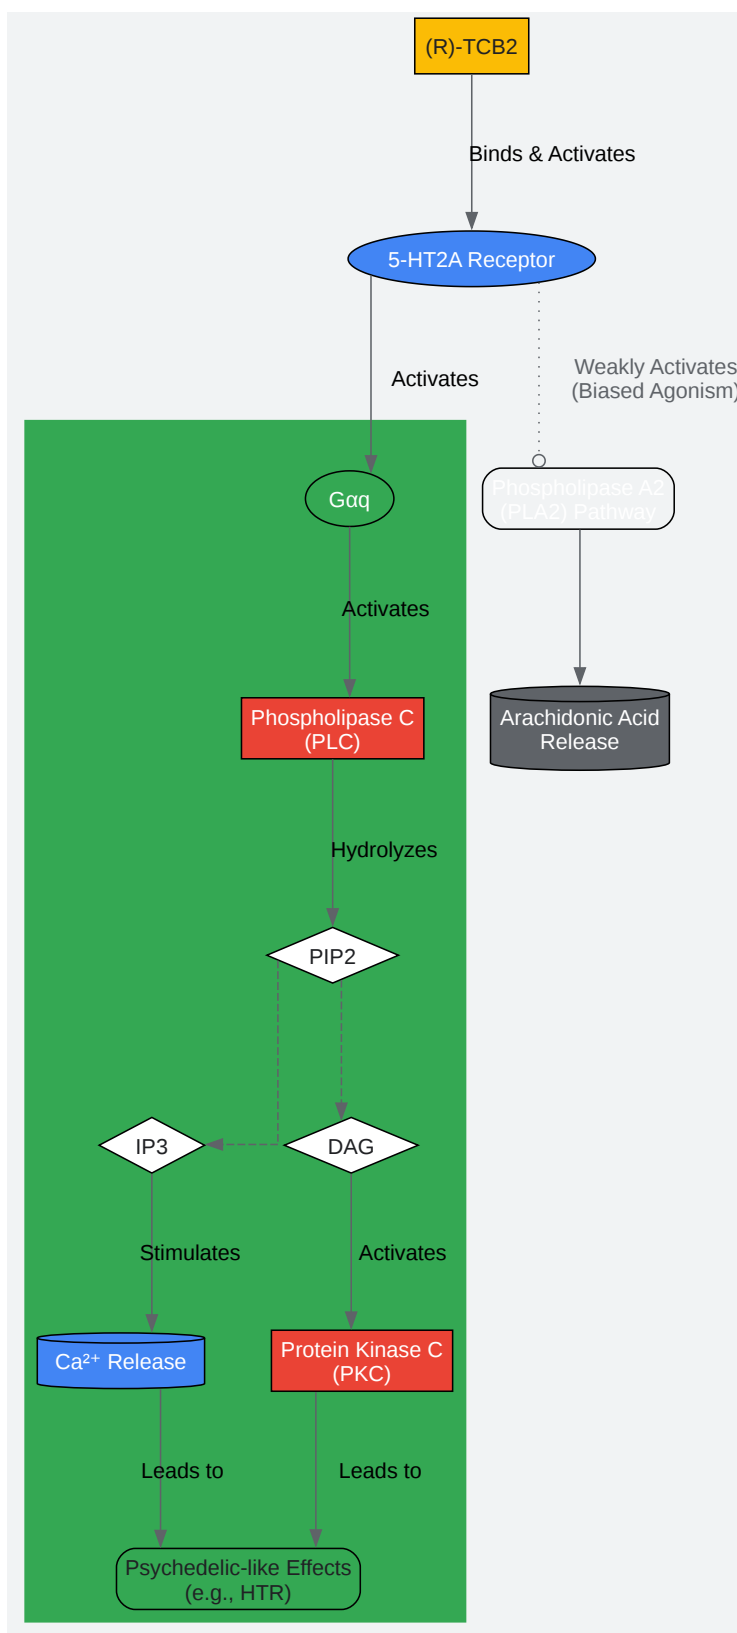 (R)-TCB2
Binds & Activates
5-HT2A Receptor
Weakly Activates
(Biased Agonism)
Activates
Gαq
Phospholipase A2
(PLA2) Pathway
Activates
Phospholipase C
(PLC)
Arachidonic Acid
Release
Hydrolyzes
PIP2
IP3
DAG
Stimulates
Activates
Ca²⁺ Release
Protein Kinase C
(PKC)
Leads to
Leads to
Psychedelic-like Effects
(e.g., HTR)